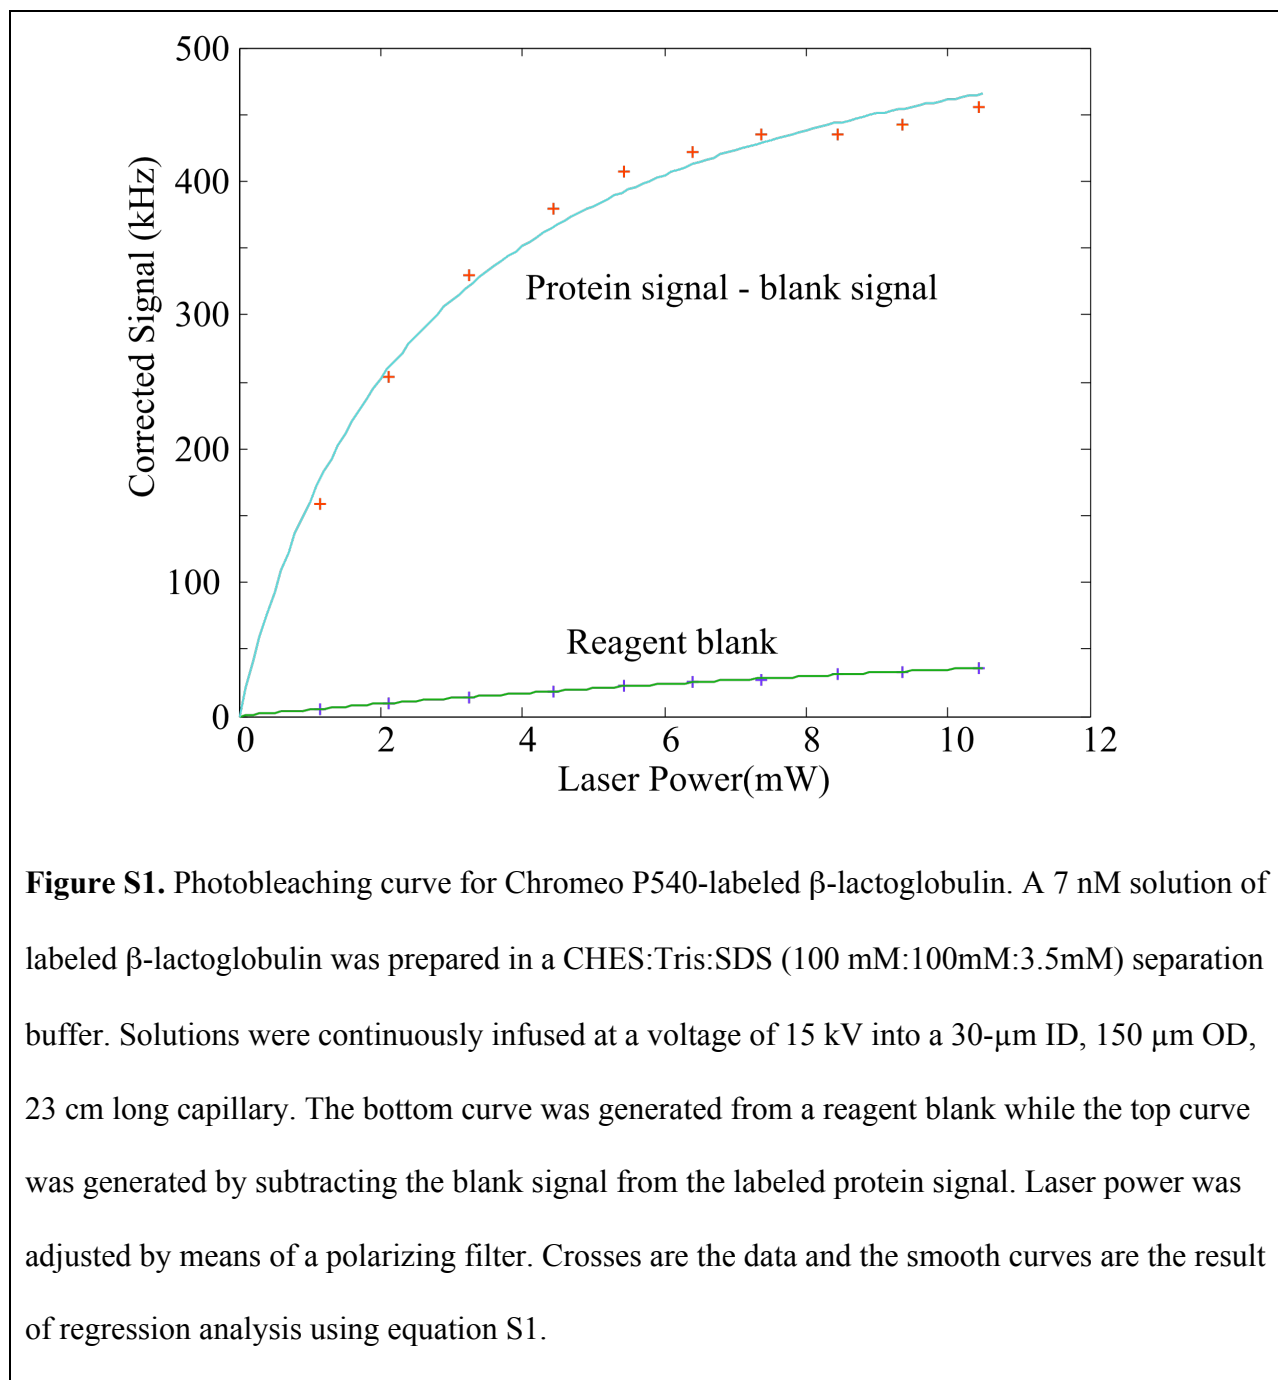 500
400
300
200
100
0
Corrected Signal (kHz)
Protein signal - blank signal
Reagent blank
0 2 4 6 8 10 12
Laser Power(mW)
Figure S1. Photobleaching curve for Chromeo P540-labeled β-lactoglobulin. A 7 nM solution of
labeled β-lactoglobulin was prepared in a CHES:Tris:SDS (100 mM:100mM:3.5mM) separation
buffer. Solutions were continuously infused at a voltage of 15 kV into a 30-µm ID, 150 µm OD,
23 cm long capillary. The bottom curve was generated from a reagent blank while the top curve
was generated by subtracting the blank signal from the labeled protein signal. Laser power was
adjusted by means of a polarizing filter. Crosses are the data and the smooth curves are the result
of regression analysis using equation S1.